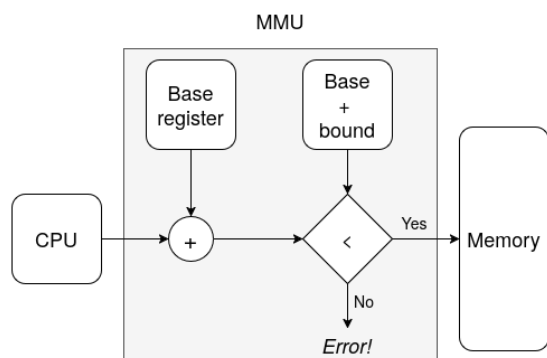 MMU
Base
register
Base
+
bound
CPU
+
<
Yes
Memory
No
Error!